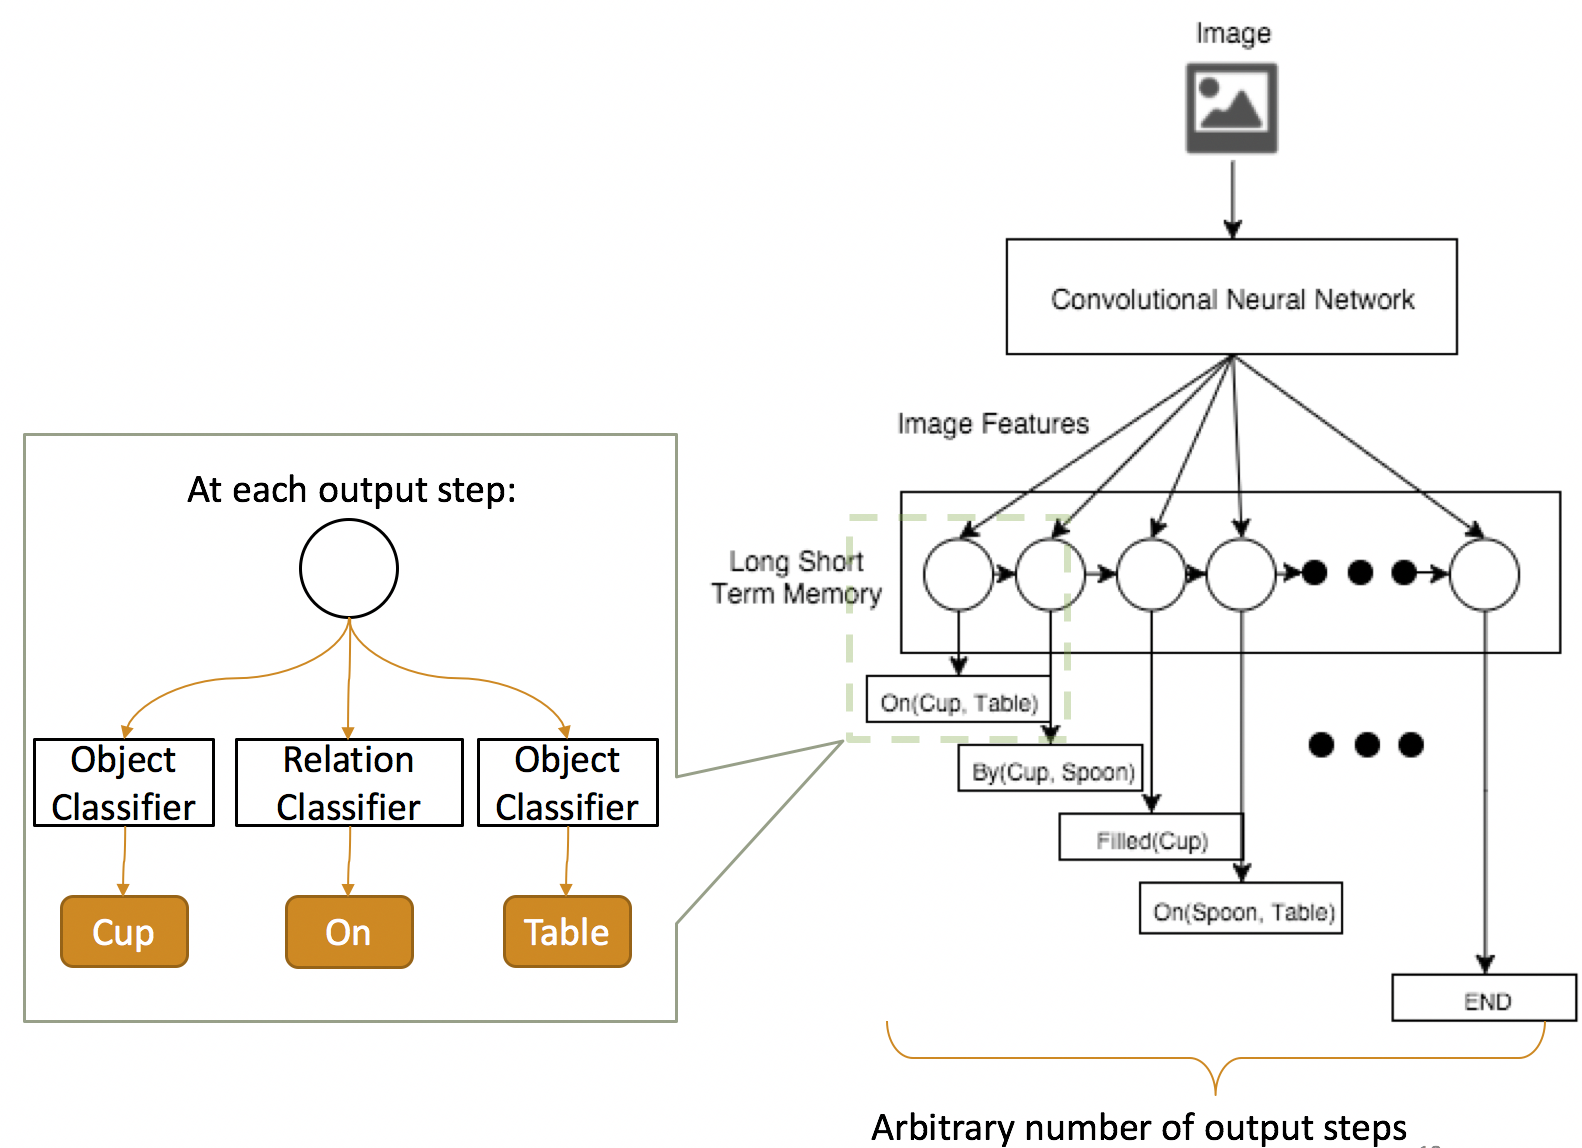 Image
Convolutional Neural Network
Image Features
At each output step:
Long Short
Term Memory
On(Cup, Table)
By(Cup, Spoon)
Filled(Cup)
On(Spoon, Table)
END
Object
Classifier
Relation
Classifier
Object
Classifier
Cup
On
Table
Arbitrary number of output steps